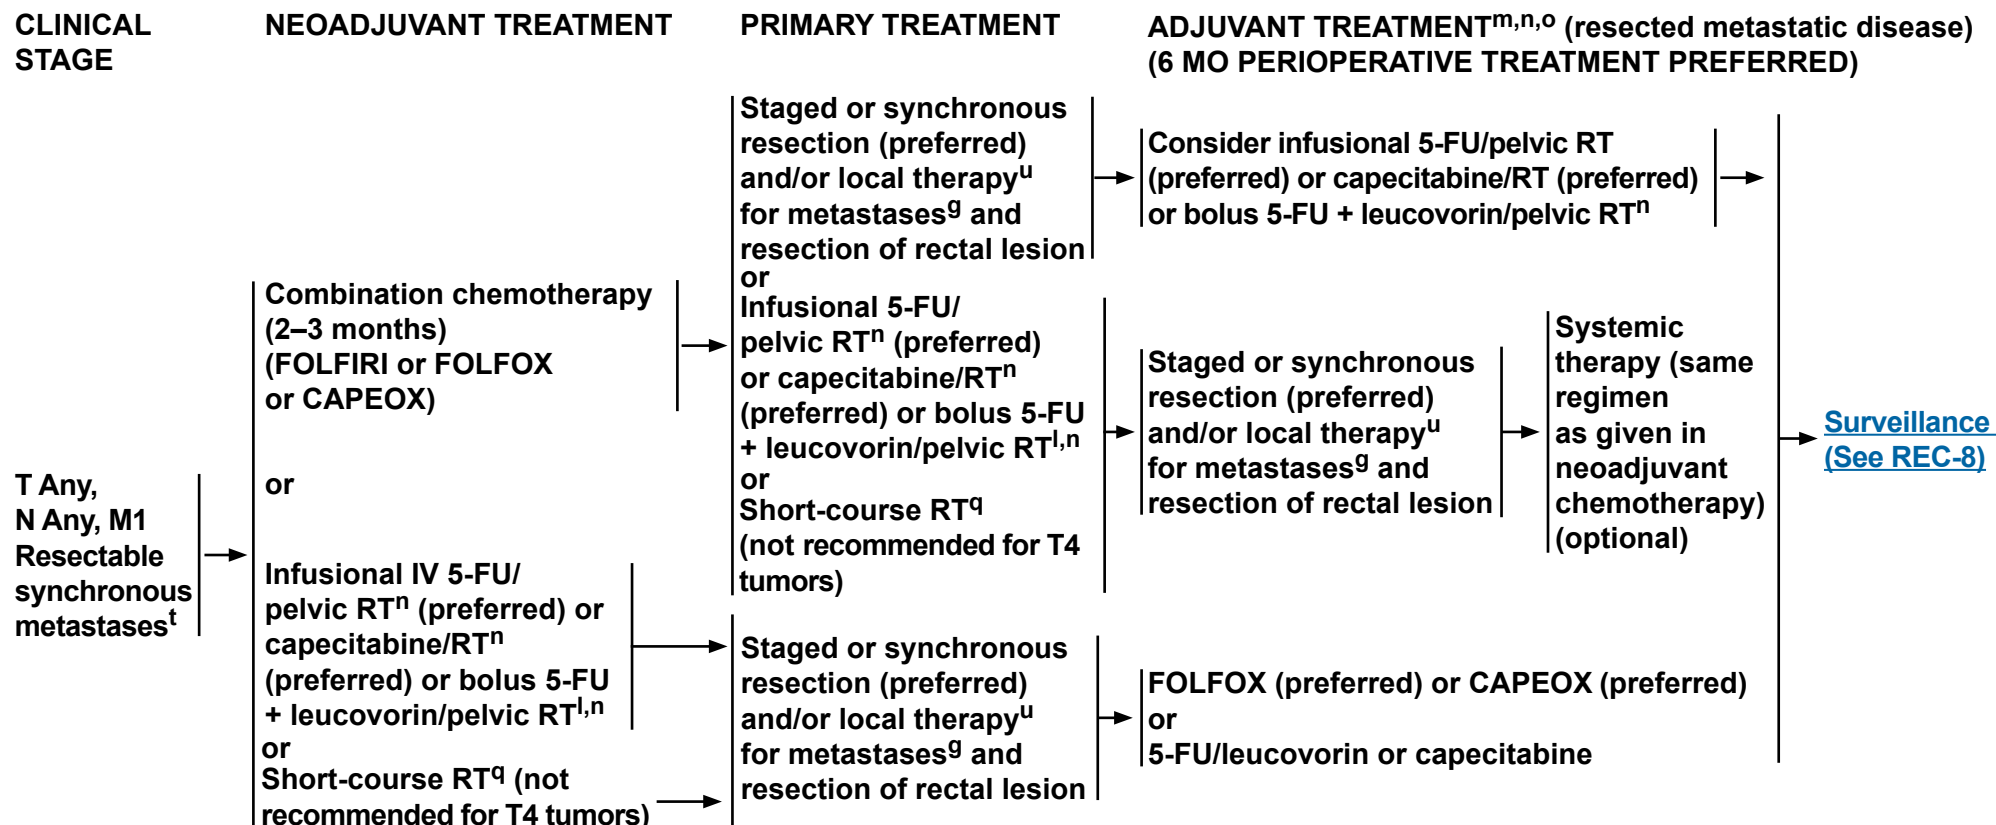 CLINICAL
STAGE
NEOADJUVANT TREATMENT
PRIMARY TREATMENT
ADJUVANT TREATMENTm,n,o (resected metastatic disease)
(6 MO PERIOPERATIVE TREATMENT PREFERRED)
T Any,
N Any, M1
Resectable
synchronous
metastasest
Combination chemotherapy
(2–3 months)
(FOLFIRI or FOLFOX
or CAPEOX)
or
Infusional IV 5-FU/
pelvic RTn (preferred) or
capecitabine/RTn
(preferred) or bolus 5-FU
+ leucovorin/pelvic RTl,n
or
Short-course RTq (not
recommended for T4 tumors)
Staged or synchronous
resection (preferred)
and/or local therapyu
for metastasesg and
resection of rectal lesion
or
Infusional 5-FU/
pelvic RTn (preferred)
or capecitabine/RTn
(preferred) or bolus 5-FU
+ leucovorin/pelvic RTl,n
or
Short-course RTq
(not recommended for T4
tumors)
Staged or synchronous
resection (preferred)
and/or local therapyu
for metastasesg and
resection of rectal lesion
Consider infusional 5-FU/pelvic RT
(preferred) or capecitabine/RT (preferred)
or bolus 5-FU + leucovorin/pelvic RTn
Staged or synchronous
resection (preferred)
and/or local therapyu
for metastasesg and
resection of rectal lesion
Systemic
therapy (same
regimen
as given in
neoadjuvant
chemotherapy)
(optional)
FOLFOX (preferred) or CAPEOX (preferred)
or
5-FU/leucovorin or capecitabine
Surveillance
(See REC-8)